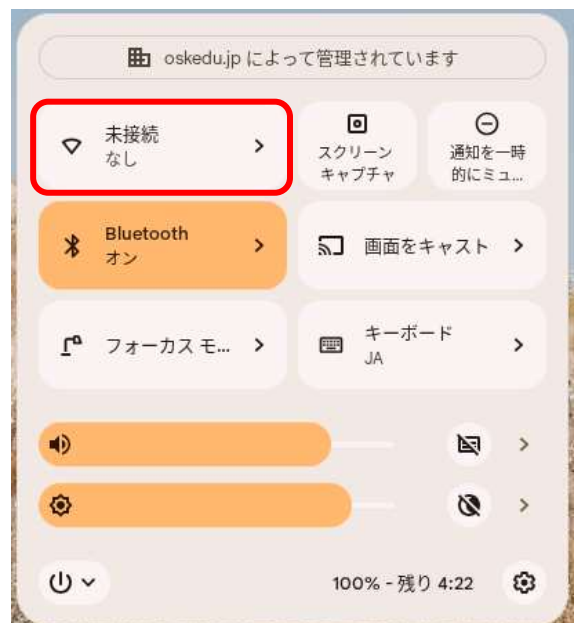 oskedu.jp によって管理されています
未接続
なし
スクリーン
キャプチャ
通知を一時
的にミュ...
Bluetooth
オン
画面をキャスト
フォーカス モ...
キーボード
JA
100% - 残り 4:22